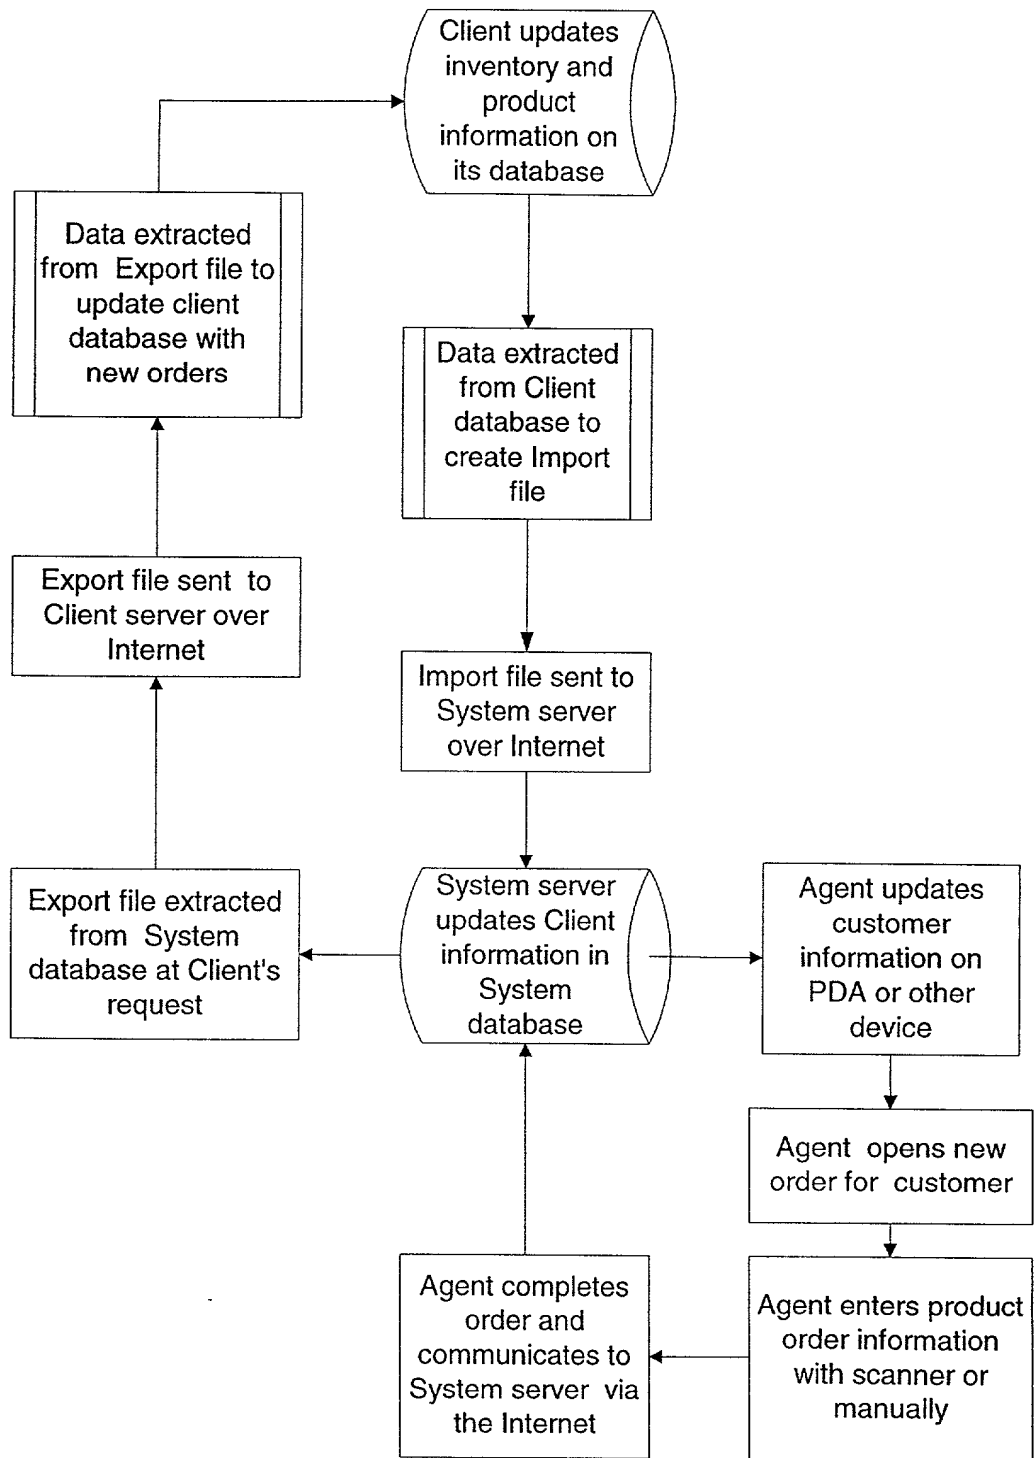 Client updates
inventory and
product
information on
its database
Data extracted
from Export file to
update client
database with
new orders
Data extracted
from Client
database to
create Import
file
Export file sent to
Client server over
Internet
Import file sent to
System server
over Internet
Export file extracted
from System
database at Client's
request
System server
updates Client
information in
System
database
Agent updates
customer
information on
PDA or other
device
Agent opens new
order for customer
Agent completes
order and
communicates to
System server via
the Internet
Agent enters product
order information
with scanner or
manually